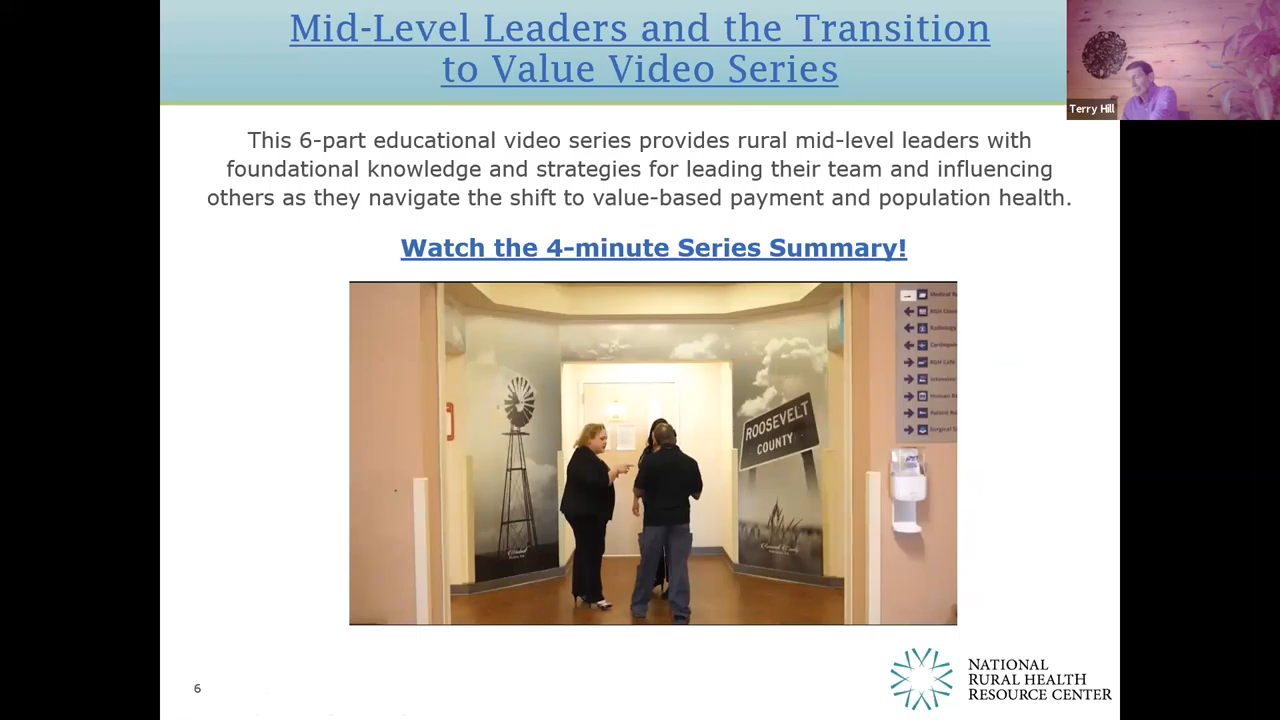 Mid-Level Leaders and the Transition
to Value Video Series
Terry Hill
This 6-part educational video series provides rural mid-level leaders with
foundational knowledge and strategies for leading their team and influencing
others as they navigate the shift to value-based payment and population health.
Watch the 4-minute Series Summary!
ROOSEVELT
COUNTY
Radiology
6
NATIONAL
RURAL HEALTH
RESOURCE CENTER